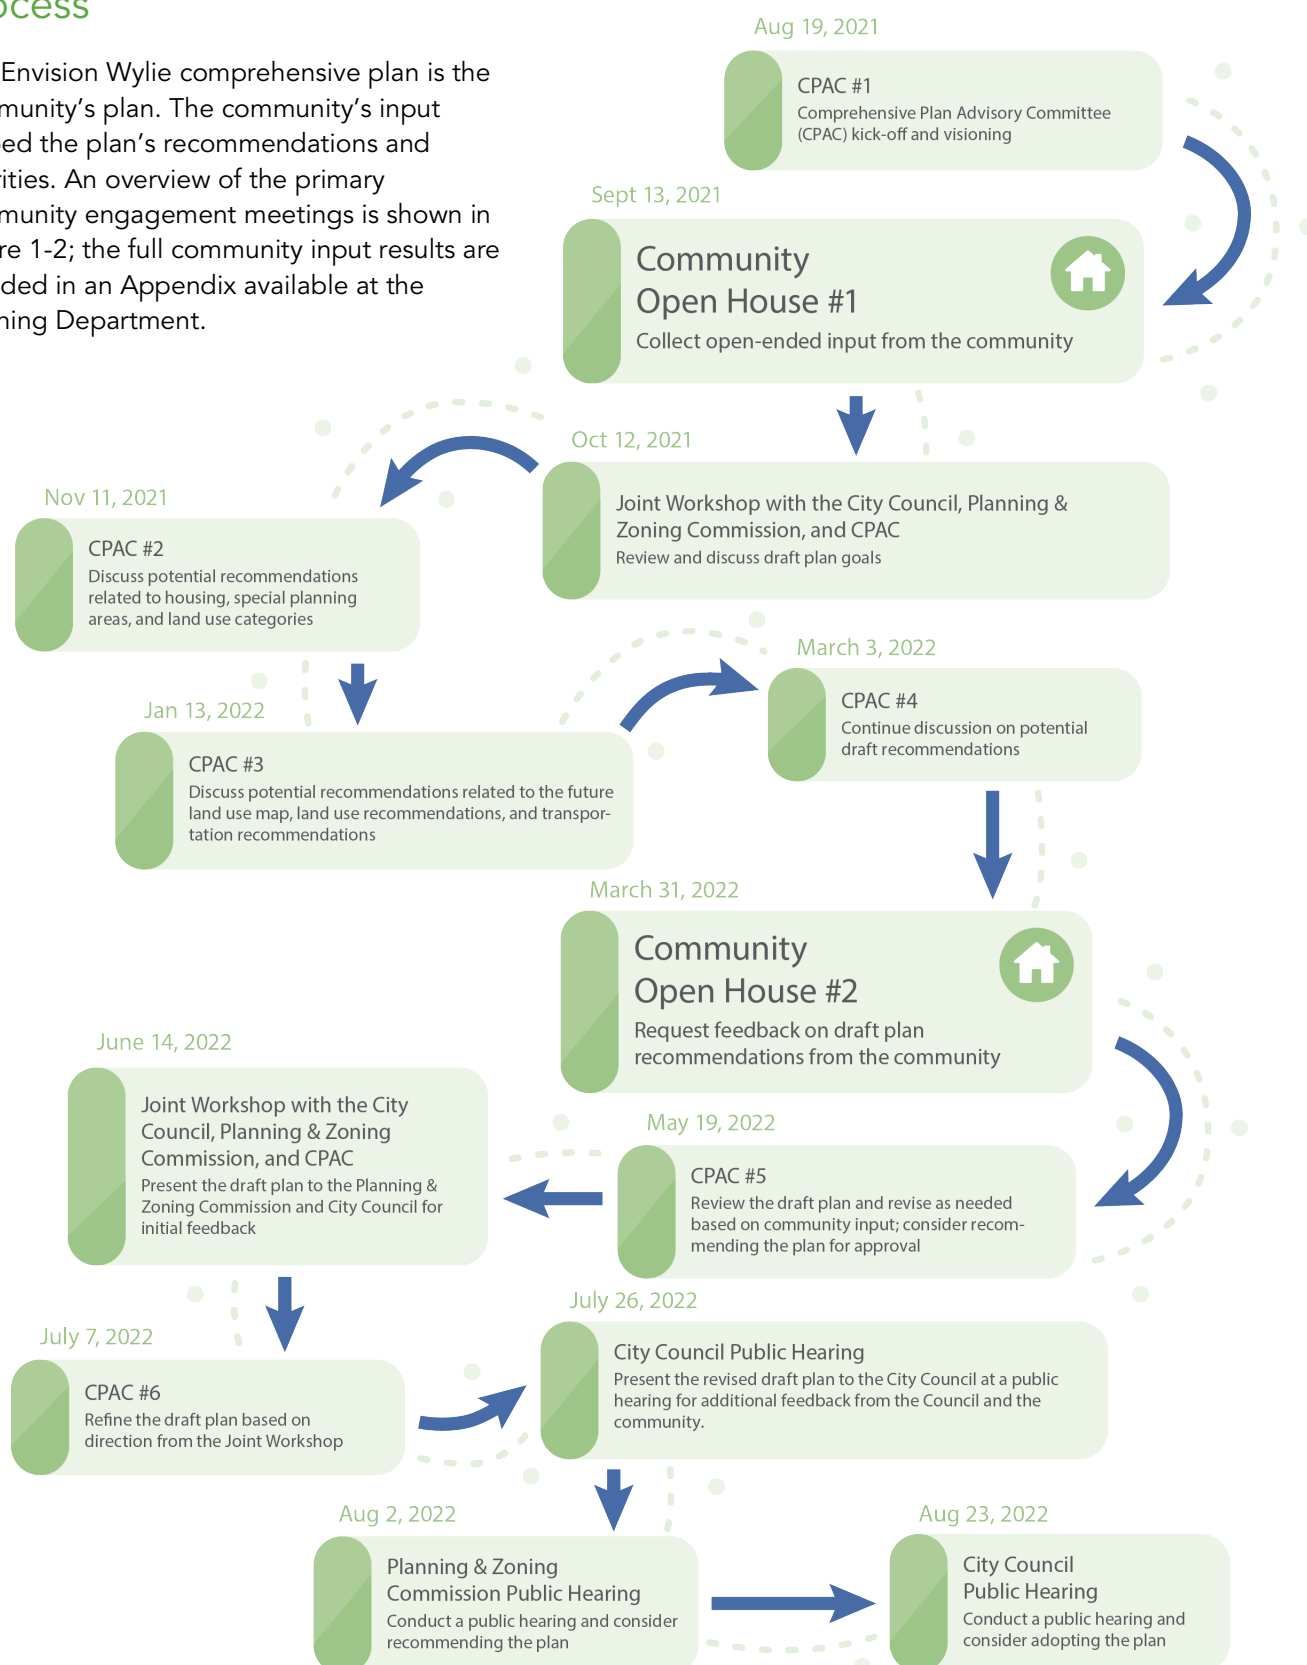 Envision Wylie comprehensive plan is the
plan. The community's input
the plan's recommendations and
An overview of the primary
engagement meetings is shown in
1-2; the full community input results are
in an Appendix available at the
Department.
Aug 19, 2021
CPAC #1
Comprehensive Plan Advisory Committee
(CPAC) kick-off and visioning
Sept 13, 2021
Community
Open House #1
Collect open-ended input from the community
Oct 12, 2021
Joint Workshop with the City Council, Planning &
Zoning Commission, and CPAC
Review and discuss draft plan goals
Nov 11, 2021
CPAC #2
Discuss potential recommendations
related to housing, special planning
areas, and land use categories
Jan 13, 2022
CPAC #3
Discuss potential recommendations related to the future
land use map, land use recommendations, and transpor-
tation recommendations
March 3, 2022
CPAC #4
Continue discussion on potential
draft recommendations
March 31, 2022
Community
Open House #2
Request feedback on draft plan
recommendations from the community
May 19, 2022
CPAC #5
Review the draft plan and revise as needed
based on community input; consider recom-
mending the plan for approval
June 14, 2022
Joint Workshop with the City
Council, Planning & Zoning
Commission, and CPAC
Present the draft plan to the Planning &
Zoning Commission and City Council for
initial feedback
July 7, 2022
CPAC #6
Refine the draft plan based on
direction from the Joint Workshop
July 26, 2022
City Council Public Hearing
Present the revised draft plan to the City Council at a public
hearing for additional feedback from the Council and the
community.
Aug 2, 2022
Planning & Zoning
Commission Public Hearing
Conduct a public hearing and consider
recommending the plan
Aug 23, 2022
City Council
Public Hearing
Conduct a public hearing and
consider adopting the plan